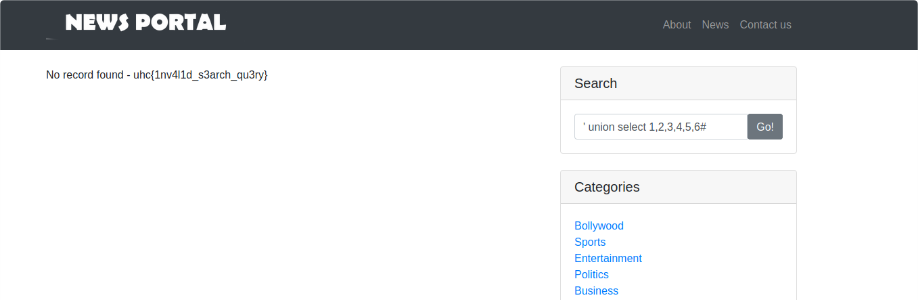 NEWS PORTAL
About News Contact us
No record found - uhc{1nv4l1d_s3arch_qu3ry}
Search
' union select 1,2,3,4,5,6# Go!
Categories
Bollywood
Sports
Entertainment
Politics
Business